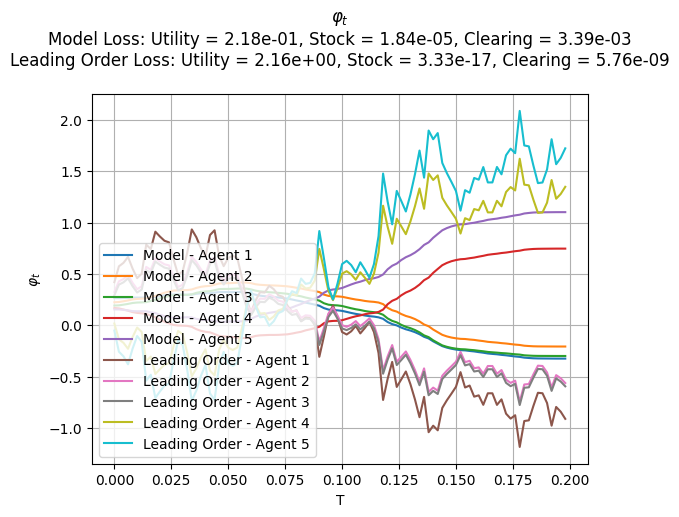 φt
Model Loss: Utility = 2.18e-01, Stock = 1.84e-05, Clearing = 3.39e-03
Leading Order Loss: Utility = 2.16e+00, Stock = 3.33e-17, Clearing = 5.76e-09
2.0
1.5
1.0
0.5
0.0
−0.5
−1.0
φt
Model - Agent 1
Model - Agent 2
Model - Agent 3
Model - Agent 4
Model - Agent 5
Leading Order - Agent 1
Leading Order - Agent 2
Leading Order - Agent 3
Leading Order - Agent 4
Leading Order - Agent 5
0.000 0.025 0.050 0.075 0.100 0.125 0.150 0.175 0.200
T